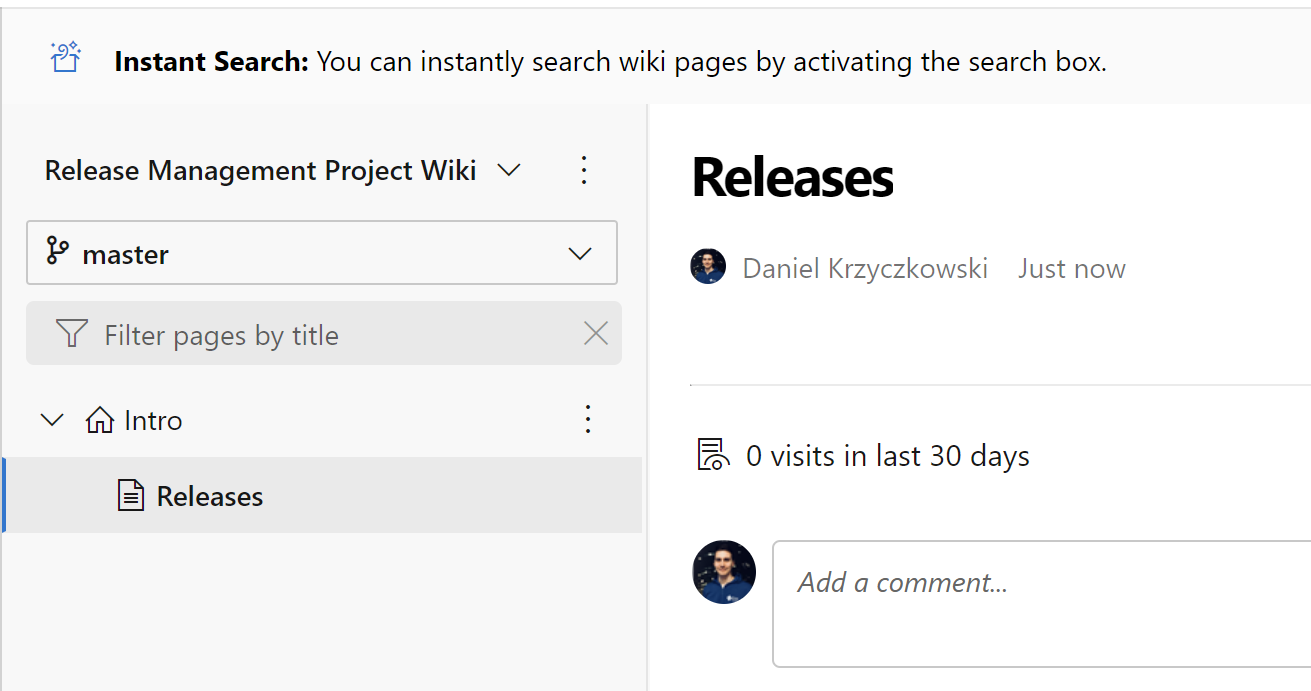 Instant Search: You can instantly search wiki pages by activating the search box.
Release Management Project Wiki
master
Filter pages by title
Intro
Releases
Releases
Daniel Krzyczkowski Just now
0 visits in last 30 days
Add a comment...